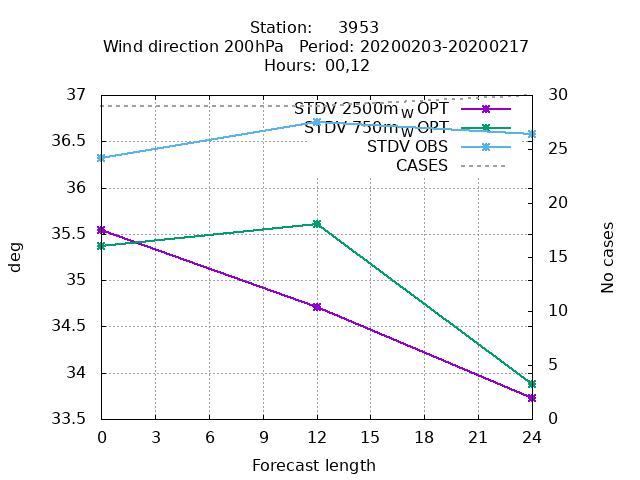 Station: 3953
Wind direction 200hPa Period: 20200203-20200217
Hours: 00,12
37
36.5
36
35.5
35
34.5
34
33.5
deg
30
25
20
15
10
5
0
No cases
STDV 2500m W OPT
STDV 750m W OPT
STDV OBS
CASES
0 3 6 9 12 15 18 21 24
Forecast length